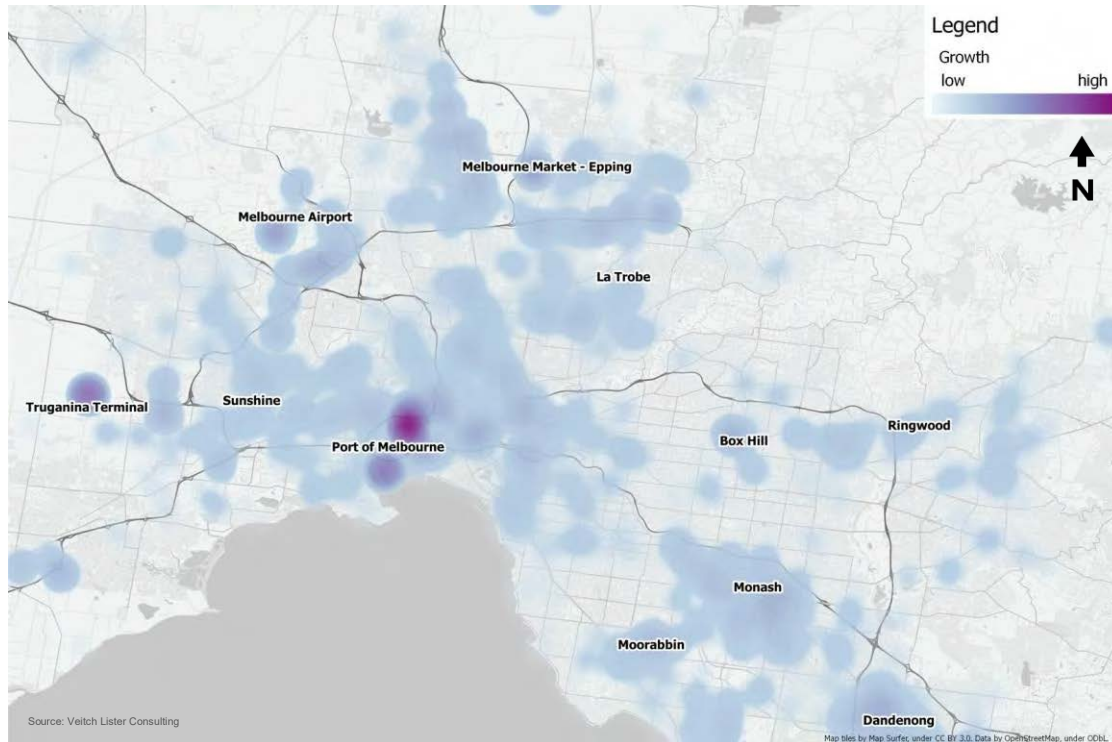 Legend
Growth
low high
N
Melbourne Market - Epping
Melbourne Airport
La Trobe
Truganina Terminal
Sunshine
Port of Melbourne
Box Hill
Ringwood
Monash
Moorabbin
Dandenong
Source: Veitch Lister Consulting
Map tiles by Map Surfer, under CC BY 3.0. Data by OpenStreetMap, under ODbL.